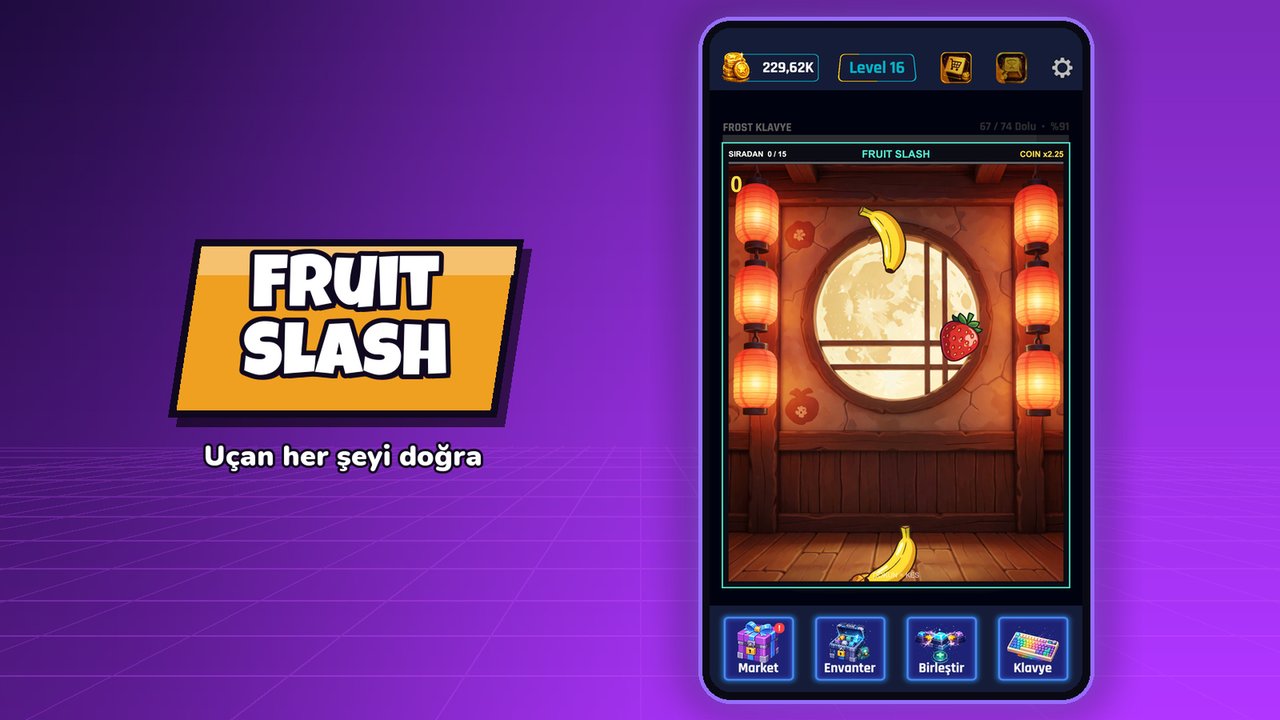 FRUIT
SLASH
Uçan her şeyi doğra
229,62K
Level 16
FROST KLAVYE
67 / 74 Dolu • %91
SIRADAN 0 / 15
FRUIT SLASH
COIN x2.25
0
Market
Envanter
Birleştir
Klavye